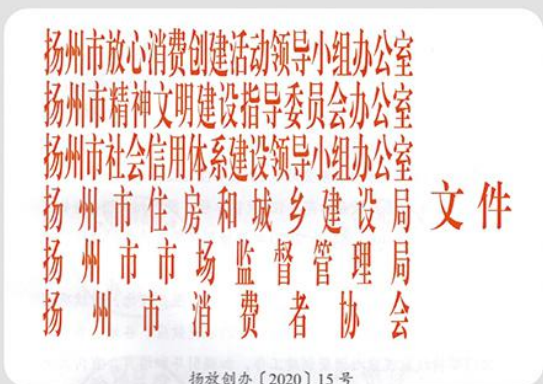 扬州市放心消费创建活动领导小组办公室
扬州市精神文明建设指导委员会办公室
扬州市社会信用体系建设领导小组办公室
扬州市住房和城乡建设局 文件
扬州市市场监督管理局
扬州市消费者协会
扬放创办〔2020〕15号